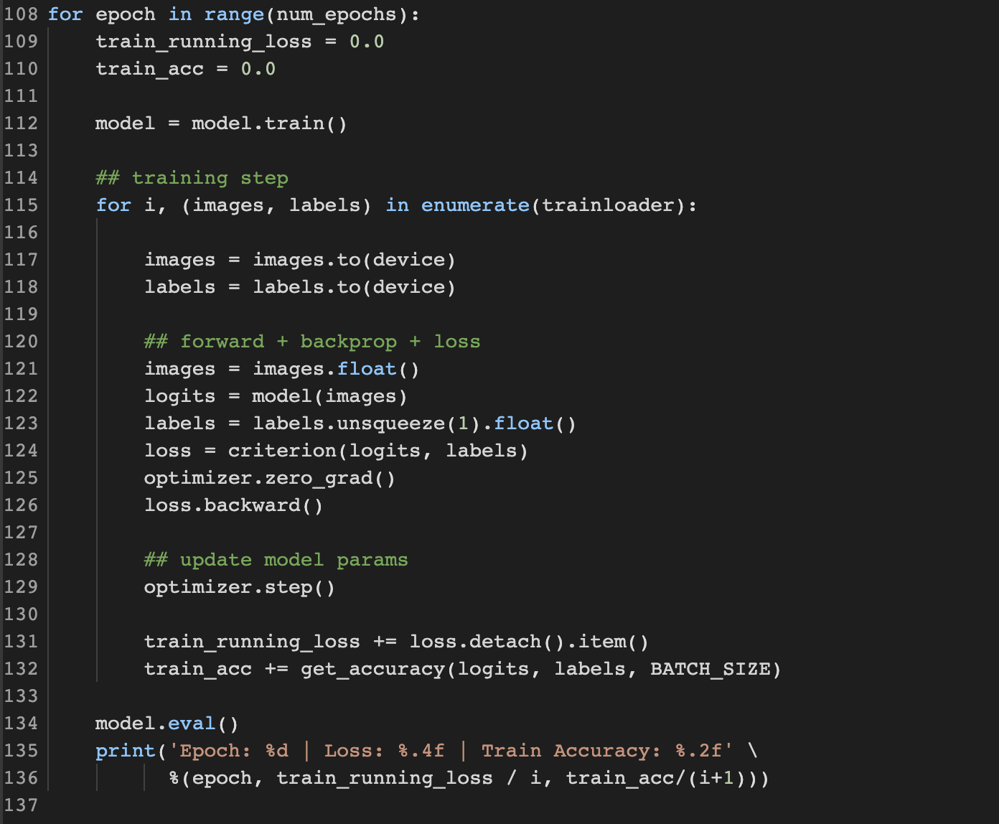 108 for epoch in range(num_epochs):
109     train_running_loss = 0.0
110     train_acc = 0.0
111
112     model = model.train()
113
114     ## training step
115     for i, (images, labels) in enumerate(trainloader):
116
117         images = images.to(device)
118         labels = labels.to(device)
119
120         ## forward + backprop + loss
121         images = images.float()
122         logits = model(images)
123         labels = labels.unsqueeze(1).float()
124         loss = criterion(logits, labels)
125         optimizer.zero_grad()
126         loss.backward()
127
128         ## update model params
129         optimizer.step()
130
131         train_running_loss += loss.detach().item()
132         train_acc += get_accuracy(logits, labels, BATCH_SIZE)
133
134     model.eval()
135     print('Epoch: %d | Loss: %.4f | Train Accuracy: %.2f' \
136           %(epoch, train_running_loss / i, train_acc/(i+1)))
137